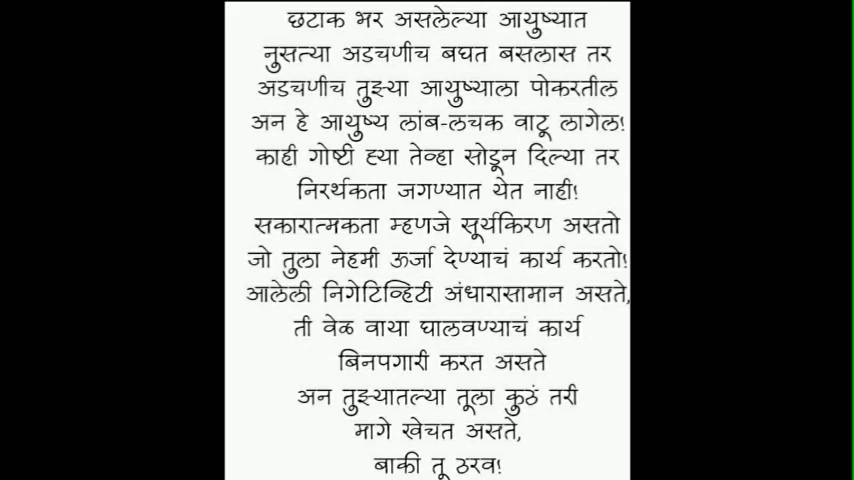 छटाक भर असलेल्या आयुष्यात
नुसत्या अडचणीच बघत बसलास तर
अडचणीच तुझ्या आयुष्याला पोकरतील
अन हे आयुष्य लांब-लचक वाटू लागेल!
काही गोष्टी ह्या तेव्हा सोडून दिल्या तर
निरर्थकता जगण्यात येत नाही!
सकारात्मकता म्हणजे सूर्यकिरण असतो
जो तुला नेहमी ऊर्जा देण्याचं कार्य करतो!
आलेली निगेटिव्हिटी अंधारासामान असते,
ती वेळ वाया घालवण्याचं कार्य
बिनपगारी करत असते
अन तुझ्यातल्या तूला कुठं तरी
मागे खेचत असते,
बाकी तू ठरव!